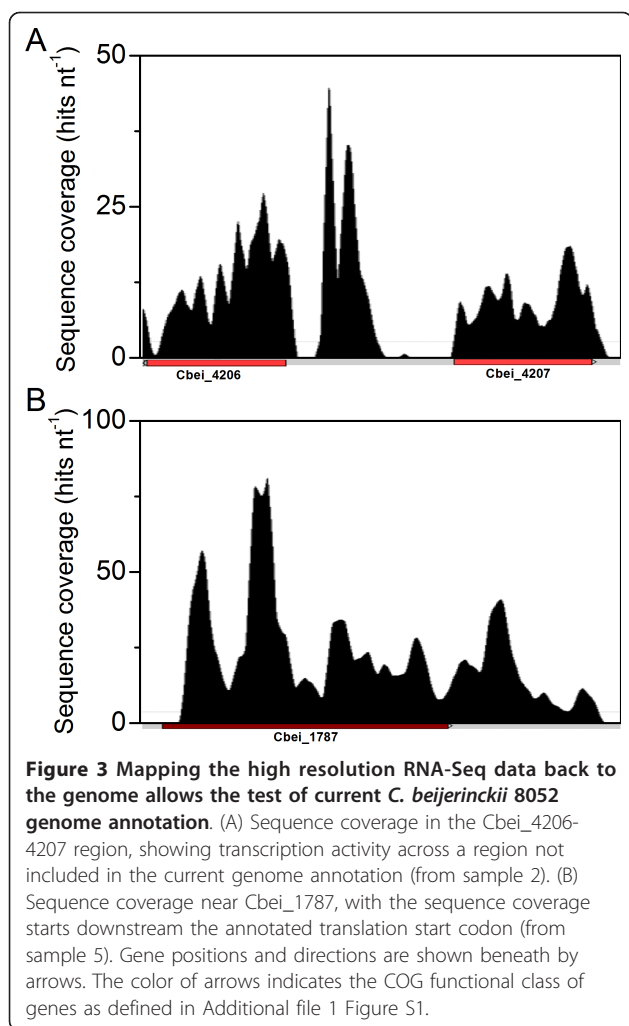 A
50
25
0
Sequence coverage (hits nt-1)
Cbei_4206
Cbei_4207
B
100
75
50
25
0
Sequence coverage (hits nt-1)
Cbei_1787
Figure 3 Mapping the high resolution RNA-Seq data back to
the genome allows the test of current C. beijerinckii 8052
genome annotation. (A) Sequence coverage in the Cbei_4206-
4207 region, showing transcription activity across a region not
included in the current genome annotation (from sample 2). (B)
Sequence coverage near Cbei_1787, with the sequence coverage
starts downstream the annotated translation start codon (from
sample 5). Gene positions and directions are shown beneath by
arrows. The color of arrows indicates the COG functional class of
genes as defined in Additional file 1 Figure S1.